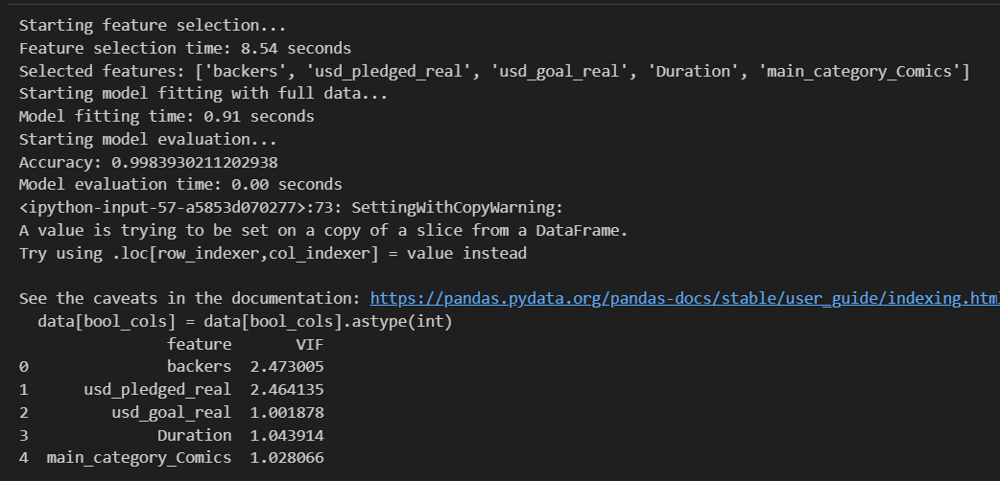 Starting feature selection...
Feature selection time: 8.54 seconds
Selected features: ['backers', 'usd_pledged_real', 'usd_goal_real', 'Duration', 'main_category_Comics']
Starting model fitting with full data...
Model fitting time: 0.91 seconds
Starting model evaluation...
Accuracy: 0.9983930211202938
Model evaluation time: 0.00 seconds
<ipython-input-57-a5853d070277>:73: SettingWithCopyWarning:
A value is trying to be set on a copy of a slice from a DataFrame.
Try using .loc[row_indexer,col_indexer] = value instead
See the caveats in the documentation: https://pandas.pydata.org/pandas-docs/stable/user_guide/indexing.html
data[bool_cols] = data[bool_cols].astype(int)
feature VIF
0 backers 2.473005
1 usd_pledged_real 2.464135
2 usd_goal_real 1.001878
3 Duration 1.043914
4 main_category_Comics 1.028066